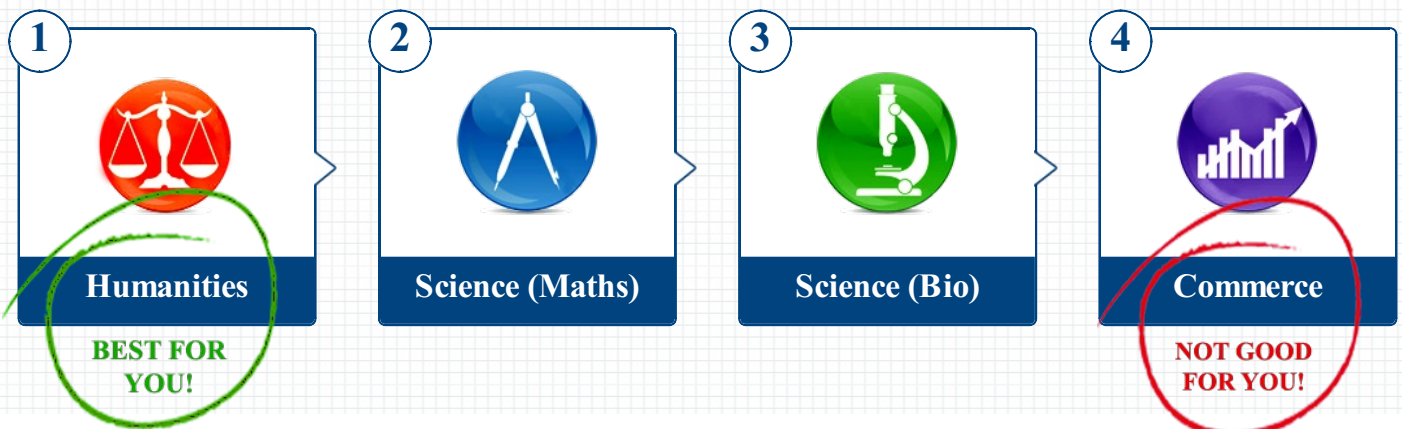 1
2
3
4
Humanities
Science (Maths)
Science (Bio)
Commerce
BEST FOR
YOU!
NOT GOOD
FOR YOU!